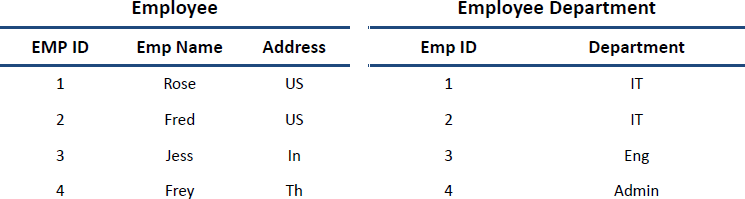 Employee Employee Department
EMP ID Emp Name Address Emp ID Department
1 Rose US 1 IT
2 Fred US 2 IT
3 Jess In 3 Eng
4 Frey Th 4 Admin